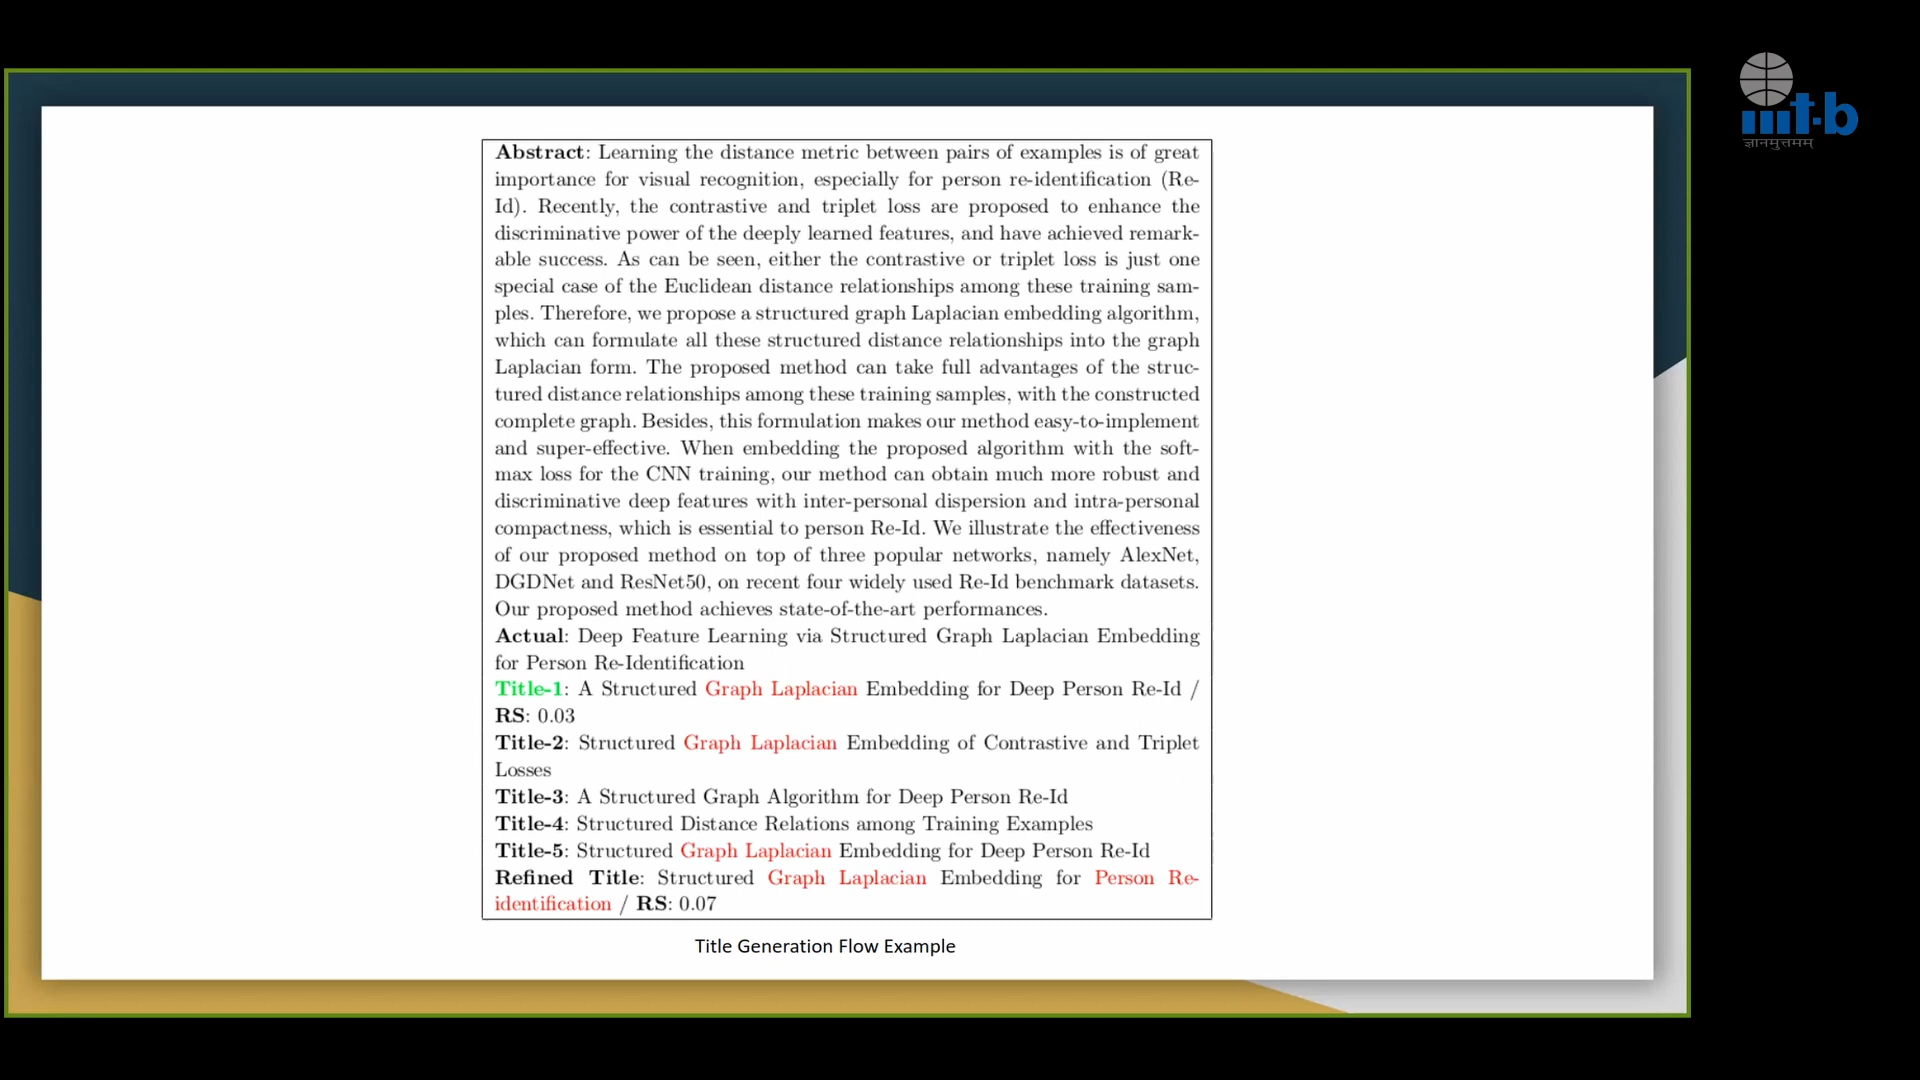 Abstract: Learning the distance metric between pairs of examples is of great
importance for visual recognition, especially for person re-identification (Re-
Id). Recently, the contrastive and triplet loss are proposed to enhance the
discriminative power of the deeply learned features, and have achieved remark-
able success. As can be seen, either the contrastive or triplet loss is just one
special case of the Euclidean distance relationships among these training sam-
ples. Therefore, we propose a structured graph Laplacian embedding algorithm,
which can formulate all these structured distance relationships into the graph
Laplacian form. The proposed method can take full advantages of the struc-
tured distance relationships among these training samples, with the constructed
complete graph. Besides, this formulation makes our method easy-to-implement
and super-effective. When embedding the proposed algorithm with the soft-
max loss for the CNN training, our method can obtain much more robust and
discriminative deep features with inter-personal dispersion and intra-personal
compactness, which is essential to person Re-Id. We illustrate the effectiveness
of our proposed method on top of three popular networks, namely AlexNet,
DGDNet and ResNet50, on recent four widely used Re-Id benchmark datasets.
Our proposed method achieves state-of-the-art performances.
Actual: Deep Feature Learning via Structured Graph Laplacian Embedding
for Person Re-Identification
Title-1: A Structured Graph Laplacian Embedding for Deep Person Re-Id /
RS: 0.03
Title-2: Structured Graph Laplacian Embedding of Contrastive and Triplet
Losses
Title-3: A Structured Graph Algorithm for Deep Person Re-Id
Title-4: Structured Distance Relations among Training Examples
Title-5: Structured Graph Laplacian Embedding for Deep Person Re-Id
Refined Title: Structured Graph Laplacian Embedding for Person Re-
identification / RS: 0.07
Title Generation Flow Example
iiit-b
ज्ञानमुत्तमम्